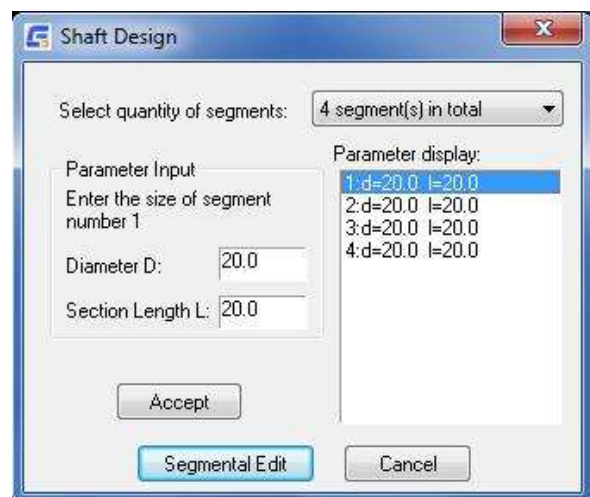 Shaft Design
Select quantity of segments:
4 segment(s) in total
Parameter Input
Enter the size of segment
number 1
Diameter D:
20.0
Section Length L:
20.0
Parameter display:
1:d=20.0 l=20.0
2:d=20.0 l=20.0
3:d=20.0 l=20.0
4:d=20.0 l=20.0
Accept
Segmental Edit
Cancel